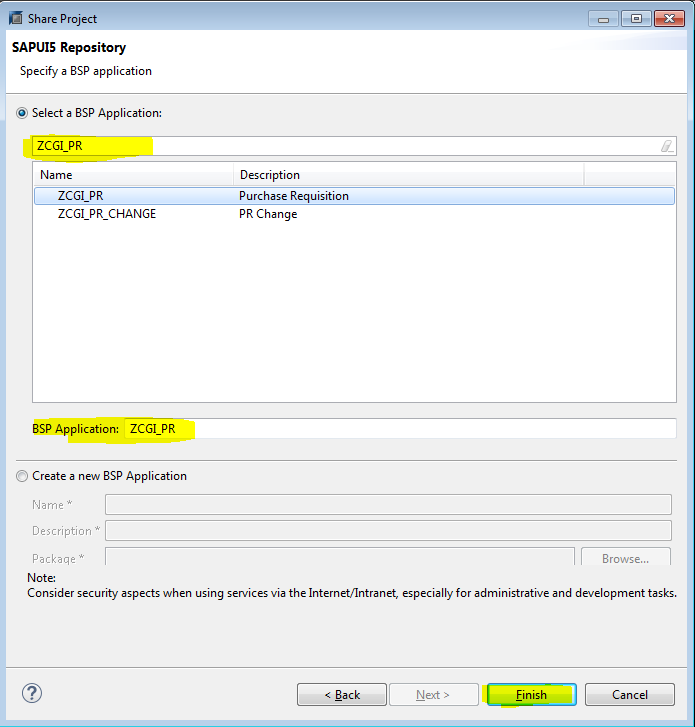 Share Project
SAPUI5 Repository
Specify a BSP application
Select a BSP Application:
ZCGI_PR
Name Description
ZCGI_PR Purchase Requisition
ZCGI_PR_CHANGE PR Change
BSP Application: ZCGI_PR
Create a new BSP Application
Name *
Description *
Package * Browse...
Note:
Consider security aspects when using services via the Internet/Intranet, especially for administrative and development tasks.
? < Back Next > Finish Cancel